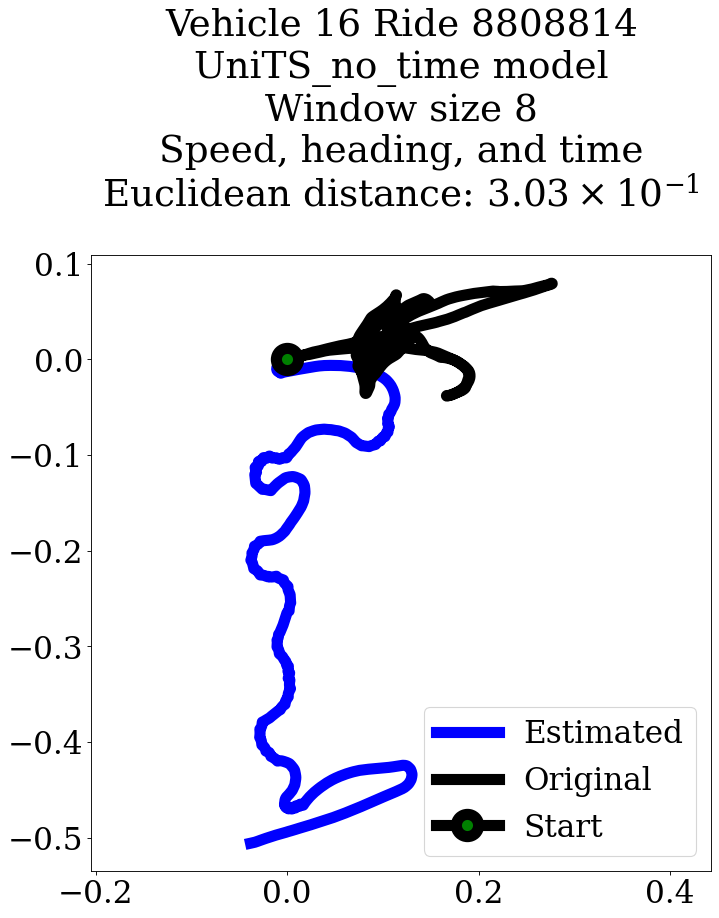 Vehicle 16 Ride 8808814
UniTS_no_time model
Window size 8
Speed, heading, and time
Euclidean distance: $3.03 \times 10^{-1}$
0.1
0.0
−0.1
−0.2
−0.3
−0.4
−0.5
−0.2 0.0 0.2 0.4
Estimated
Original
Start